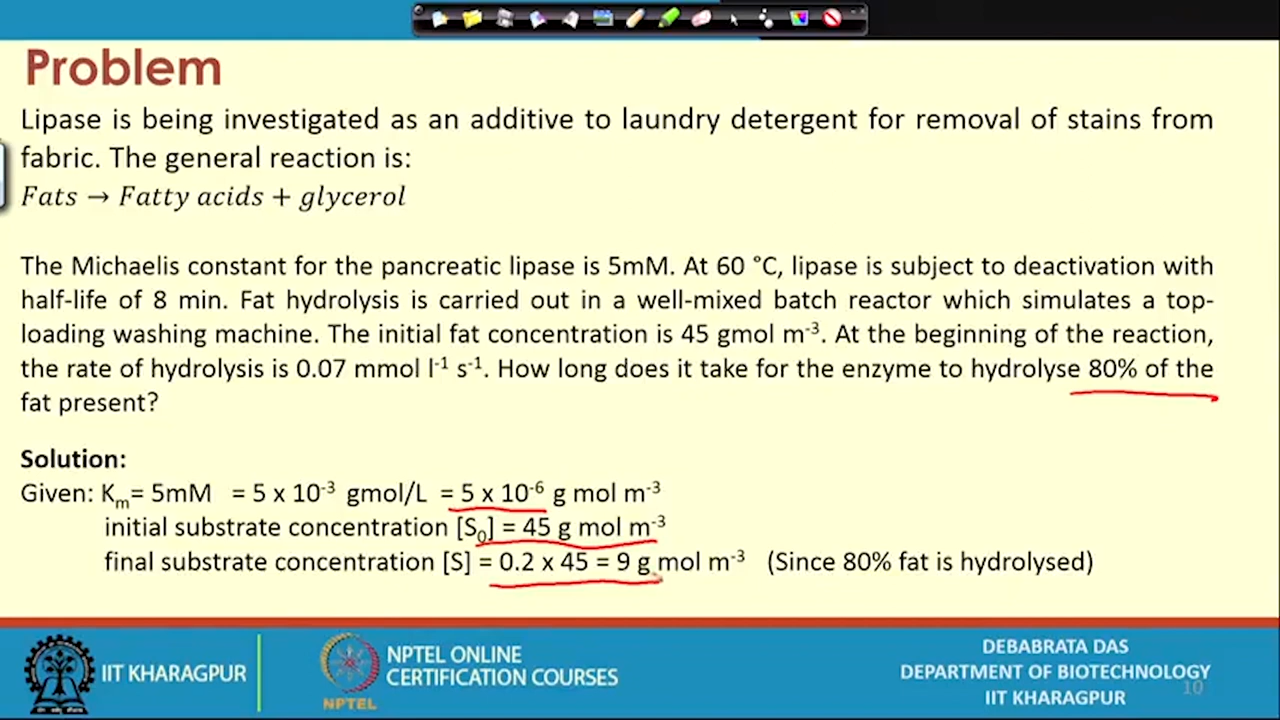 Problem
Lipase is being investigated as an additive to laundry detergent for removal of stains from
fabric. The general reaction is:
Fats → Fatty acids + glycerol
The Michaelis constant for the pancreatic lipase is 5mM. At 60 °C, lipase is subject to deactivation with
half-life of 8 min. Fat hydrolysis is carried out in a well-mixed batch reactor which simulates a top-
loading washing machine. The initial fat concentration is 45 gmol m⁻³. At the beginning of the reaction,
the rate of hydrolysis is 0.07 mmol l⁻¹ s⁻¹. How long does it take for the enzyme to hydrolyse 80% of the
fat present?
Solution:
Given: Kₘ= 5mM = 5 x 10⁻³ gmol/L = 5 x 10⁻⁶ g mol m⁻³
initial substrate concentration [S₀] = 45 g mol m⁻³
final substrate concentration [S] = 0.2 x 45 = 9 g mol m⁻³ (Since 80% fat is hydrolysed)
IIT KHARAGPUR
NPTEL
NPTEL ONLINE
CERTIFICATION COURSES
DEBABRATA DAS
DEPARTMENT OF BIOTECHNOLOGY
IIT KHARAGPUR
10